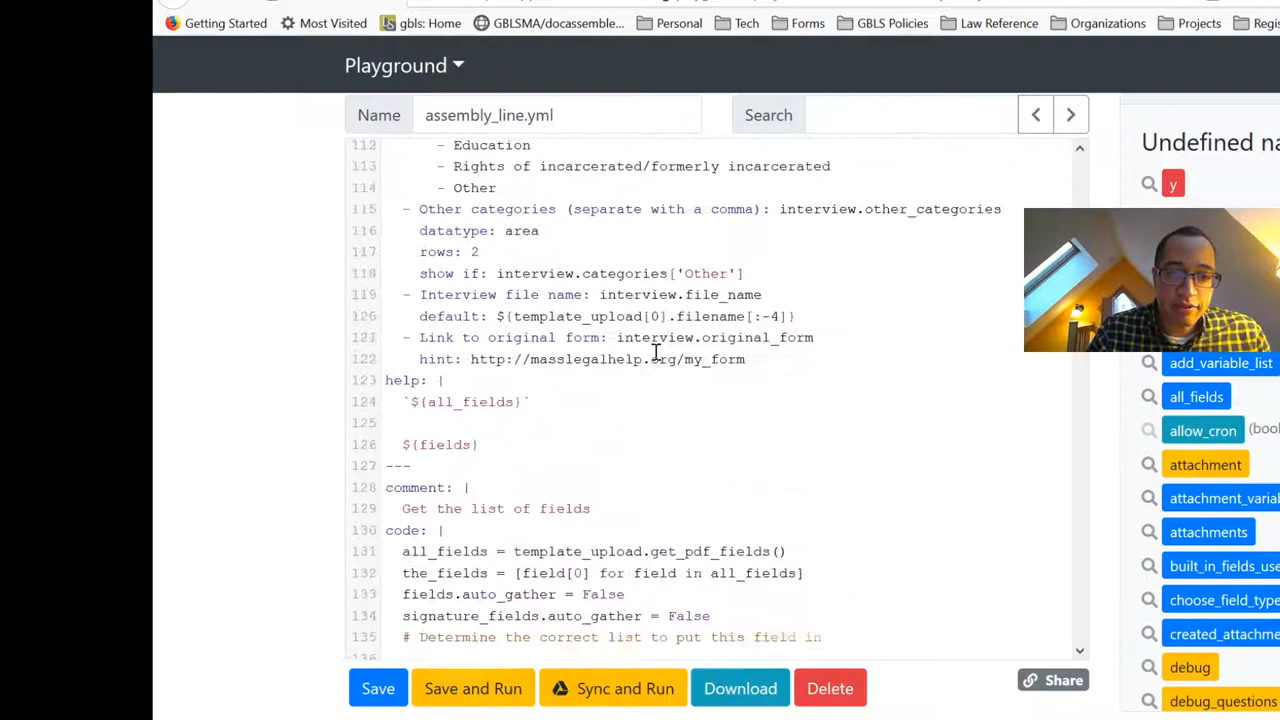 Getting Started
Most Visited
gbls: Home
GBLSMA/docassemble...
Personal
Tech
Forms
GBLS Policies
Law Reference
Organizations
Projects
Regis
Playground
Name
assembly_line.yml
Search
112 - Education
113 - Rights of incarcerated/formerly incarcerated
114 - Other
115 - Other categories (separate with a comma): interview.other_categories
116 datatype: area
117 rows: 2
118 show if: interview.categories['Other']
119 - Interview file name: interview.file_name
120 default: ${template_upload[0].filename[:-4]}
121 - Link to original form: interview.original_form
122 hint: http://masslegalhelp.org/my_form
123 help: |
124 `${all_fields}`
125
126 ${fields}
127 ---
128 comment: |
129 Get the list of fields
130 code: |
131 all_fields = template_upload.get_pdf_fields()
132 the_fields = [field[0] for field in all_fields]
133 fields.auto_gather = False
134 signature_fields.auto_gather = False
135 # Determine the correct list to put this field in
Save
Save and Run
Sync and Run
Download
Delete
Share
Undefined na
y
add_variable_list
all_fields
allow_cron (bool
attachment
attachment_varia
attachments
built_in_fields_use
choose_field_type
created_attachme
debug
debug_questions